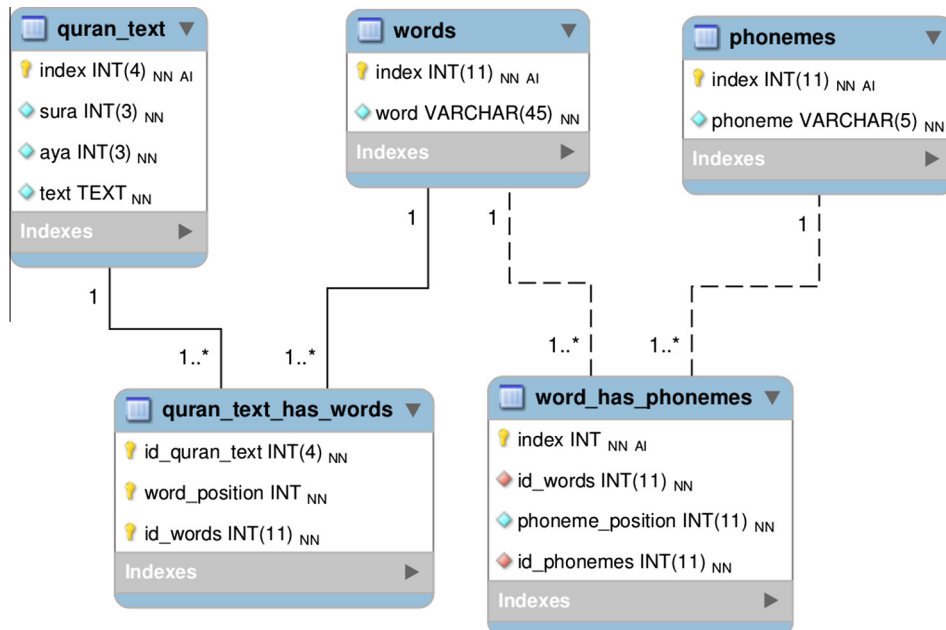 quran_text
index INT(4) NN AI
sura INT(3) NN
aya INT(3) NN
text TEXT NN
Indexes
words
index INT(11) NN AI
word VARCHAR(45) NN
Indexes
phonemes
index INT(11) NN AI
phoneme VARCHAR(5) NN
Indexes
1
1
1
1
1..*
1..*
1..*
1..*
quran_text_has_words
id_quran_text INT(4) NN
word_position INT NN
id_words INT(11) NN
Indexes
word_has_phonemes
index INT NN AI
id_words INT(11) NN
phoneme_position INT(11) NN
id_phonemes INT(11) NN
Indexes